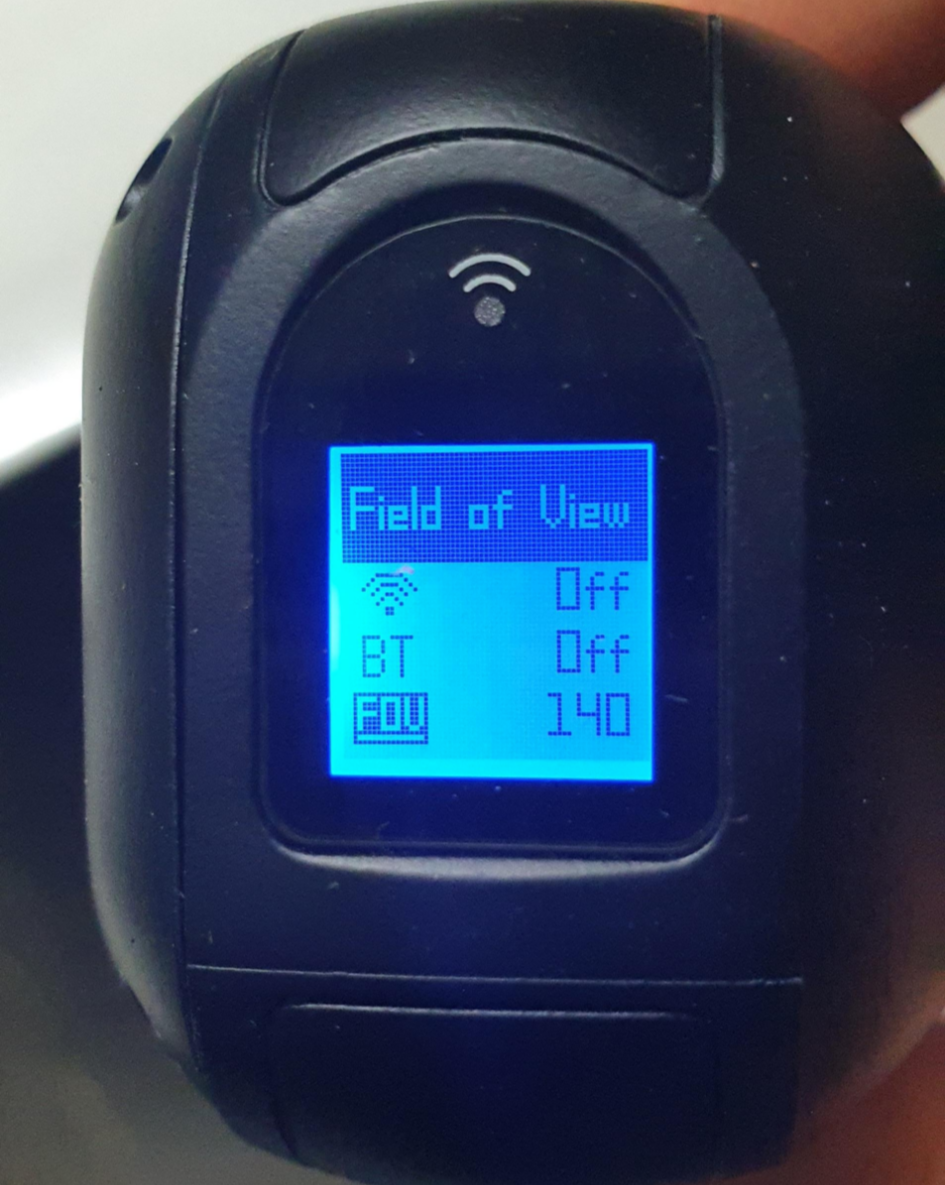 Field of View
Off
BT Off
FOV 140